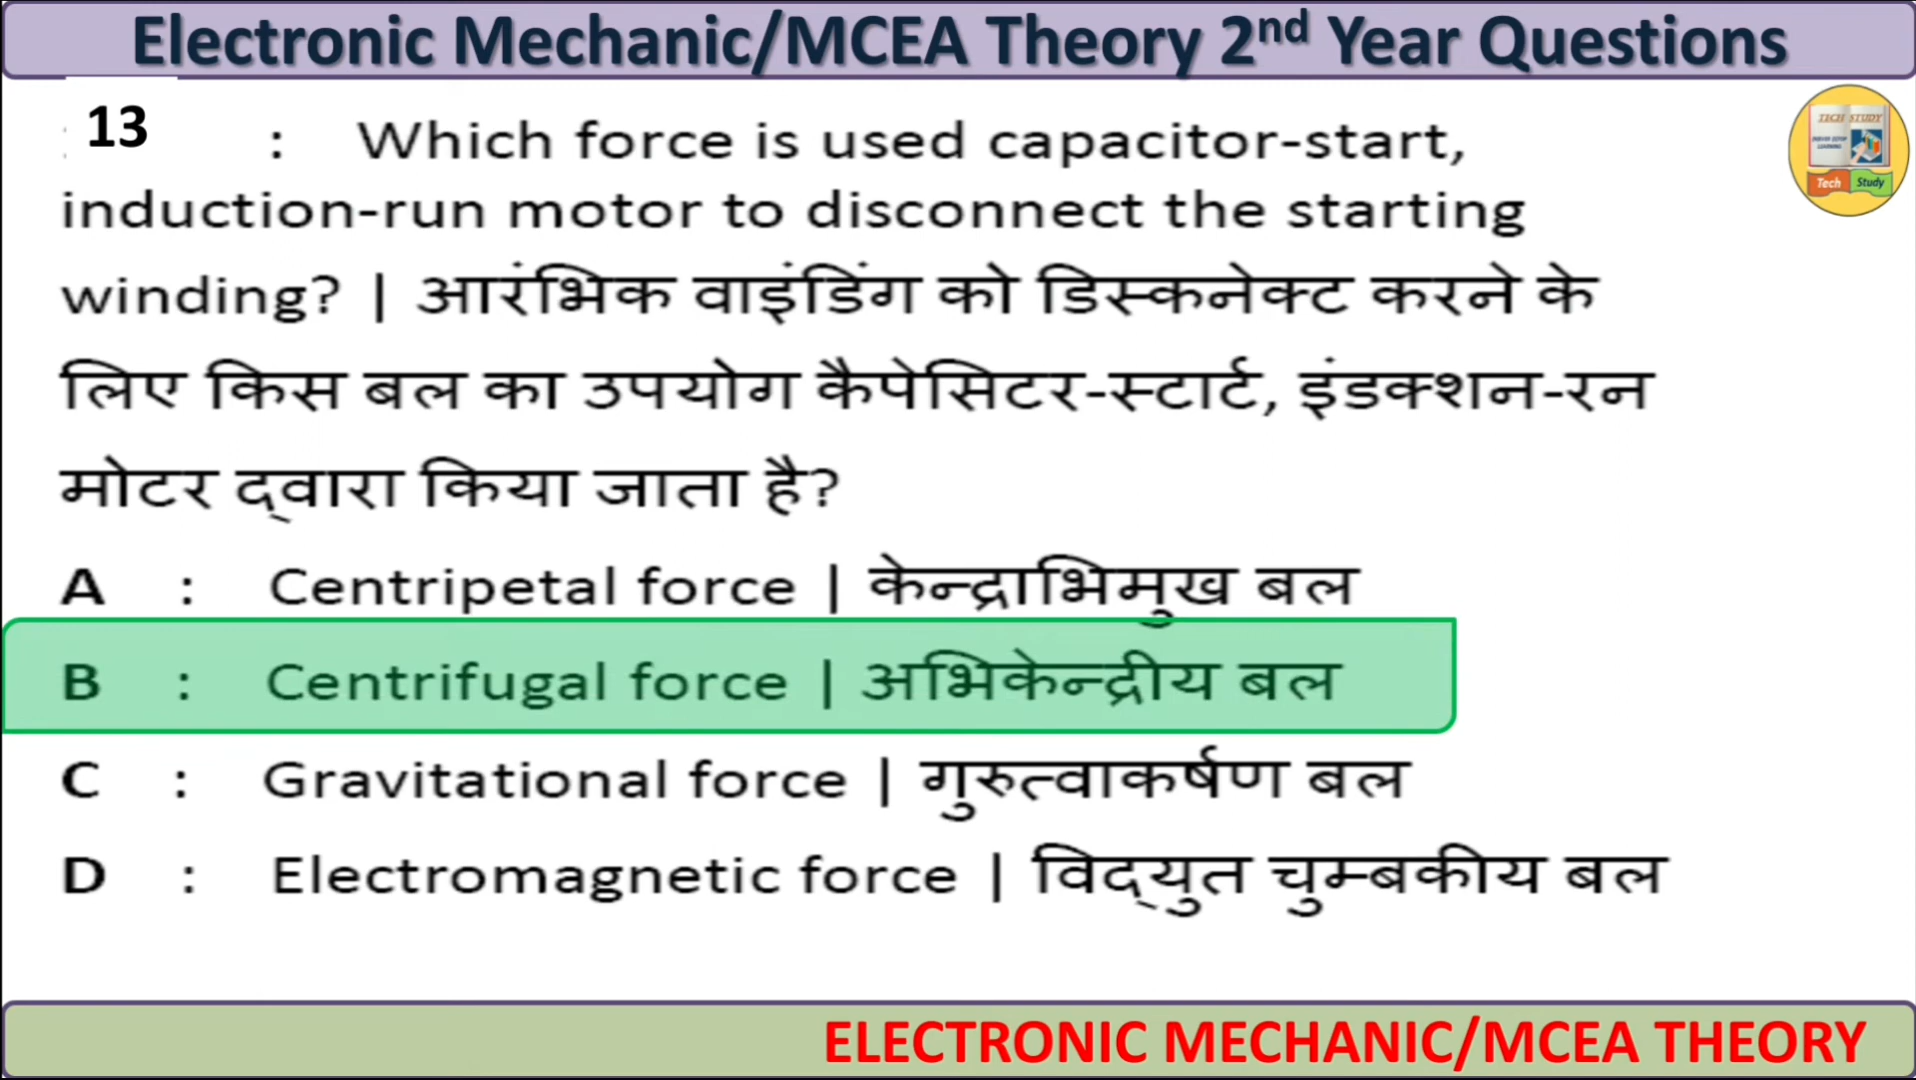 Electronic Mechanic/MCEA Theory 2nd Year Questions
13 : Which force is used capacitor-start,
induction-run motor to disconnect the starting
winding? | आरंभिक वाइंडिंग को डिस्कनेक्ट करने के
लिए किस बल का उपयोग कैपेसिटर-स्टार्ट, इंडक्शन-रन
मोटर द्वारा किया जाता है?
A : Centripetal force | केन्द्राभिमुख बल
B : Centrifugal force | अभिकेन्द्रीय बल
C : Gravitational force | गुरुत्वाकर्षण बल
D : Electromagnetic force | विद्युत चुम्बकीय बल
TECH STUDY
Tech Study
ELECTRONIC MECHANIC/MCEA THEORY